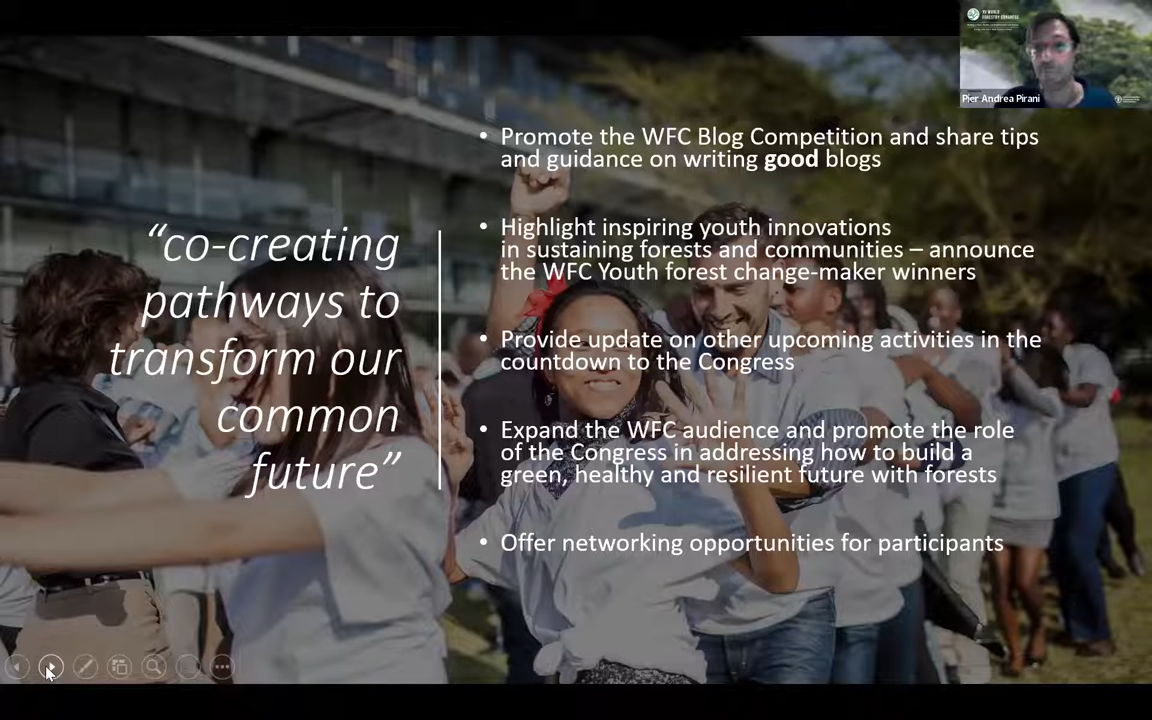 XV WORLD
FORESTRY CONGRESS
Pier Andrea Pirani
“co-creating
pathways to
transform our
common
future”
• Promote the WFC Blog Competition and share tips
and guidance on writing good blogs
• Highlight inspiring youth innovations
in sustaining forests and communities – announce
the WFC Youth forest change-maker winners
• Provide update on other upcoming activities in the
countdown to the Congress
• Expand the WFC audience and promote the role
of the Congress in addressing how to build a
green, healthy and resilient future with forests
• Offer networking opportunities for participants